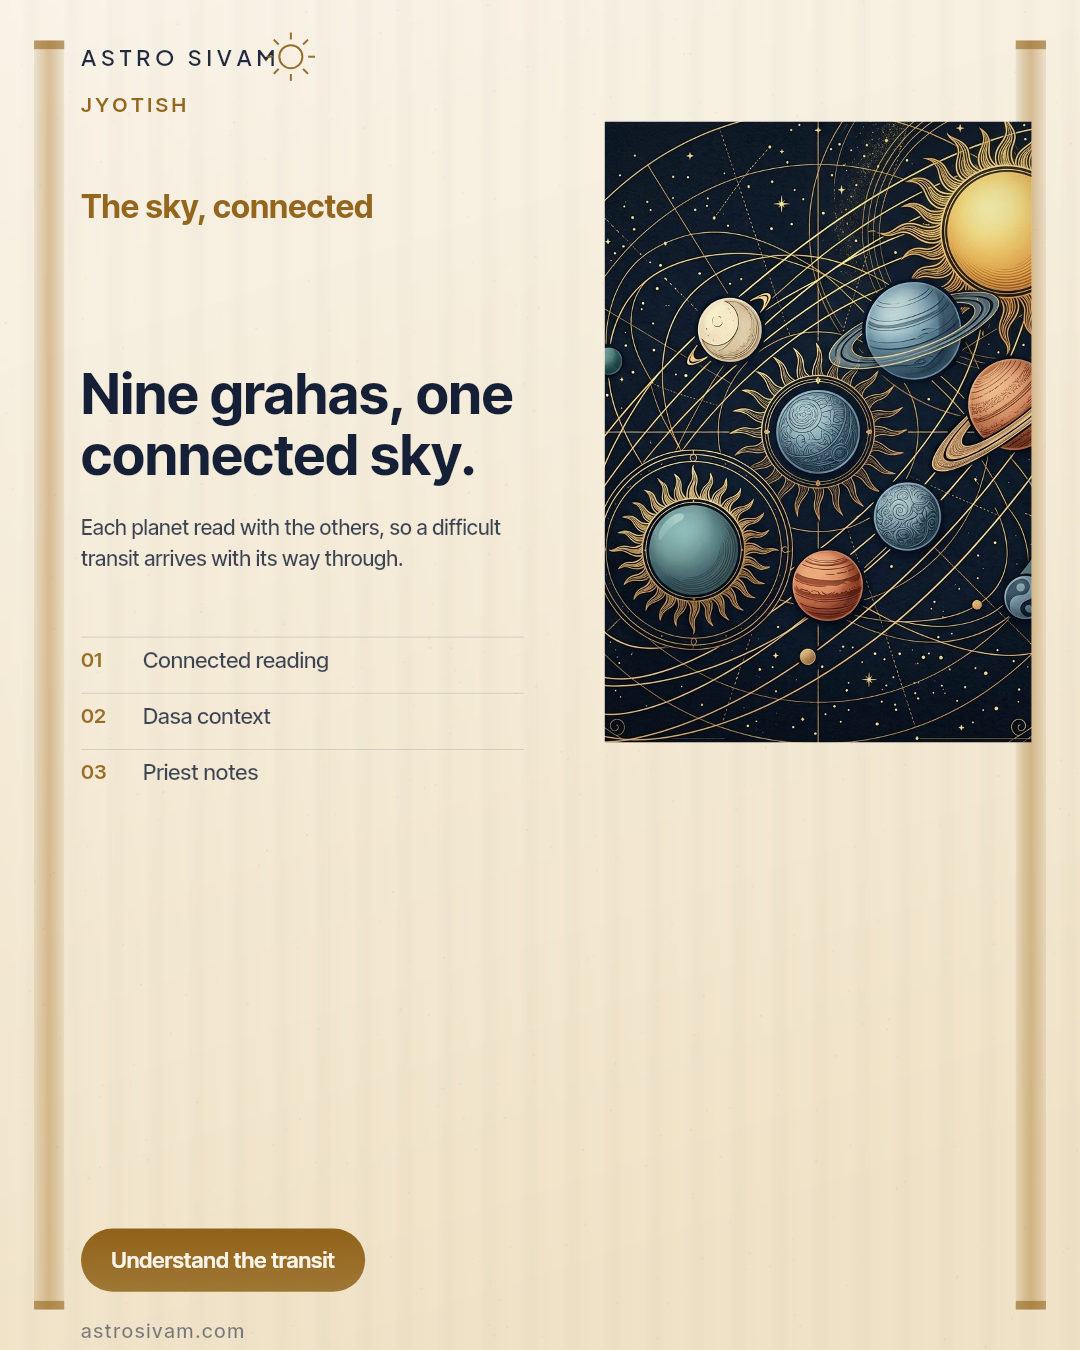 ASTRO SIVAM
JYOTISH
The sky, connected
Nine grahas, one
connected sky.
Each planet read with the others, so a difficult
transit arrives with its way through.
01 Connected reading
02 Dasa context
03 Priest notes
Understand the transit
astrosivam.com